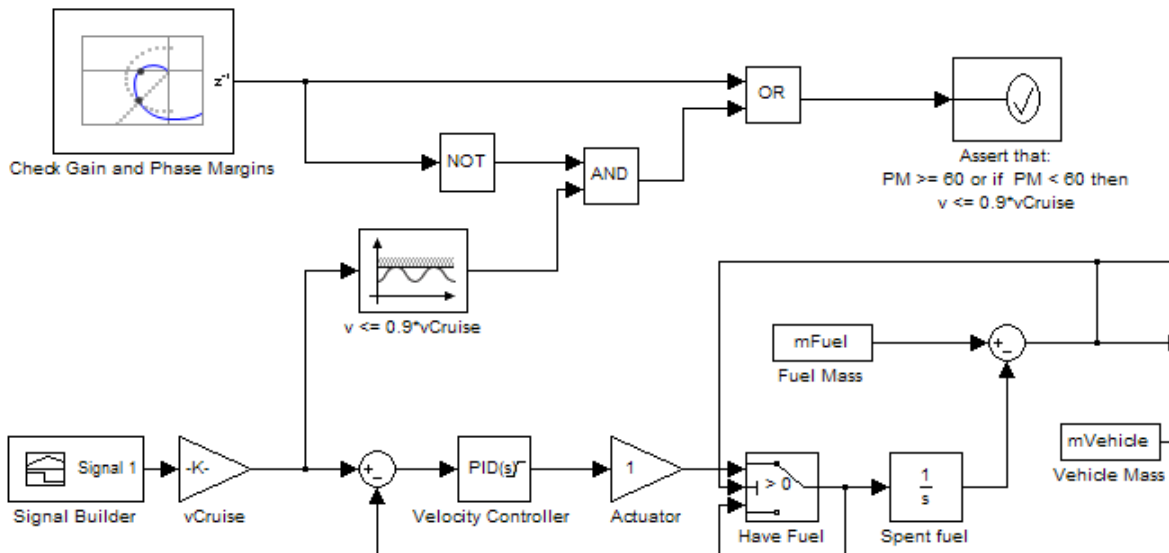 z⁻¹
OR
Check Gain and Phase Margins
NOT
AND
Assert that:
PM >= 60 or if PM < 60 then
v <= 0.9*vCruise
v <= 0.9*vCruise
mFuel
Fuel Mass
+
−
Signal 1
Signal Builder
-K-
vCruise
+
−
PID(s)
Velocity Controller
1
Actuator
> 0
Have Fuel
1
s
Spent fuel
mVehicle
Vehicle Mass